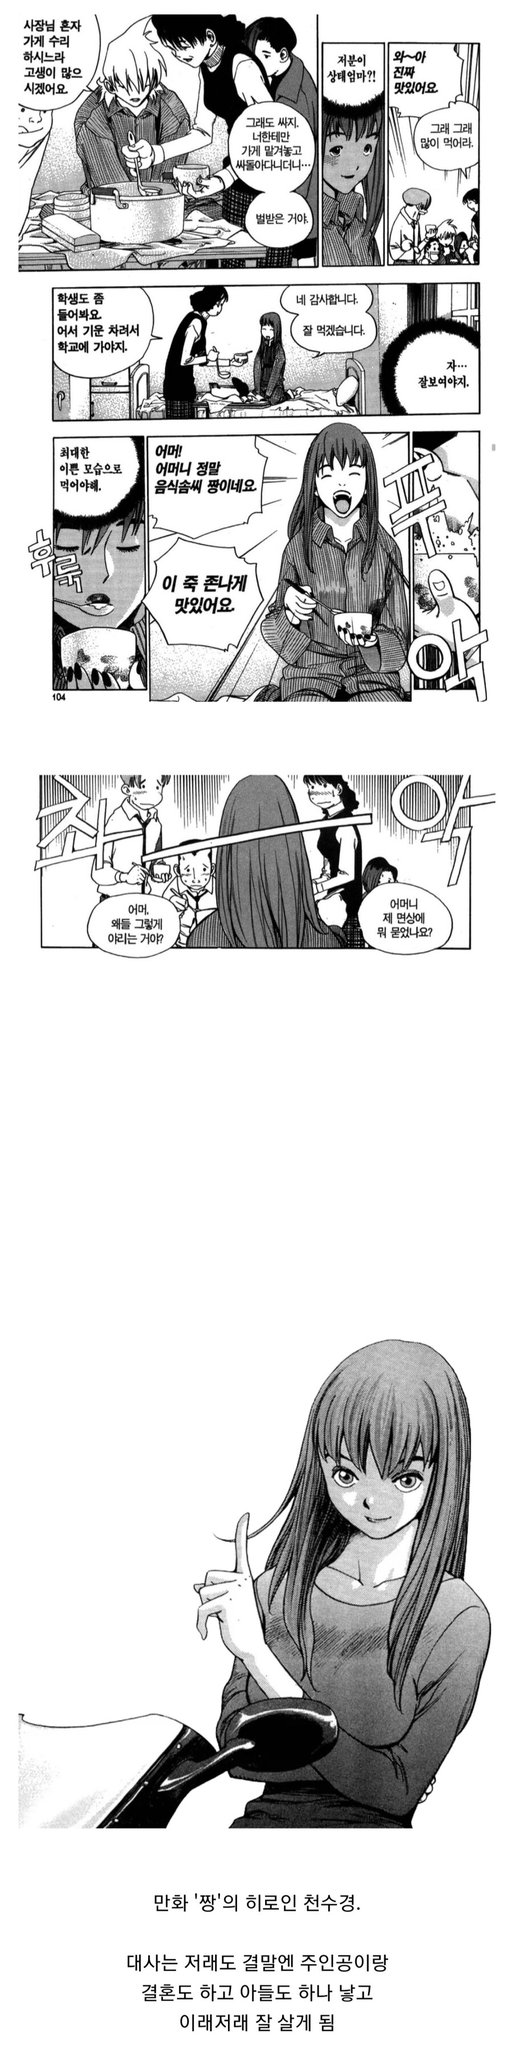 사장님 혼자
가게 수리
하시느라
고생이 많으
시겠어요.
그래도 싸지.
너한테만
가게 맡겨놓고
싸돌아다니더니…
벌받은 거야.
저분이
상태엄마?!
와~아
진짜
맛있어요.
그래 그래
많이 먹어라.
학생도 좀
들어봐요.
어서 기운 차려서
학교에 가야지.
네 감사합니다.
잘 먹겠습니다.
자…
잘보여야지.
최대한
이쁜 모습으로
먹어야해.
후룩
어머!
어머니 정말
음식솜씨 짱이네요.
이 죽 존나게
맛있어요.
푸악
104
좌악
어머,
왜들 그렇게
야리는 거야?
어머니
제 면상에
뭐 묻었나요?
만화 '짱'의 히로인 천수경.
대사는 저래도 결말엔 주인공이랑
결혼도 하고 아들도 하나 낳고
이래저래 잘 살게 됨